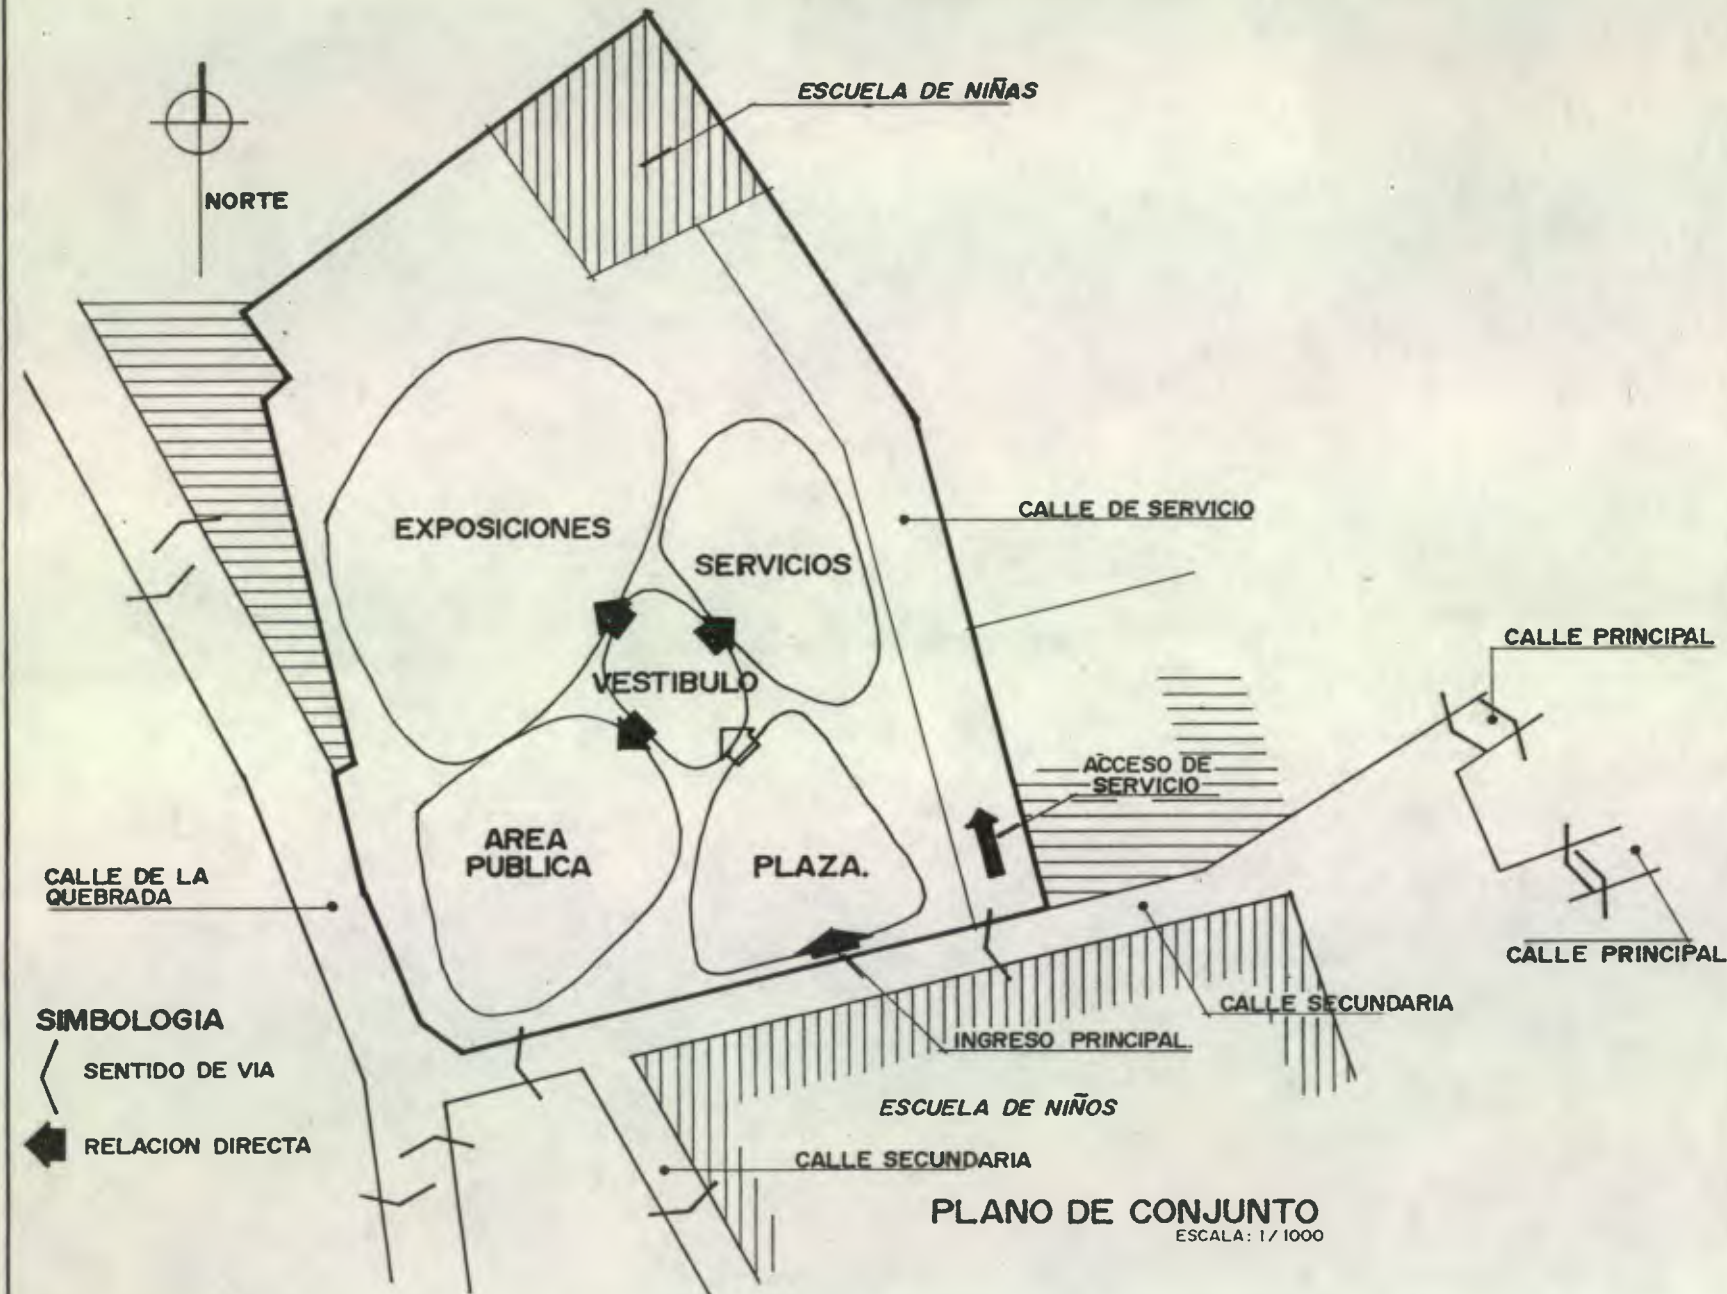 ESCUELA DE NIÑAS
NORTE
EXPOSICIONES
SERVICIOS
CALLE DE SERVICIO
VESTIBULO
CALLE PRINCIPAL
ACCESO DE
SERVICIO
AREA
PUBLICA
PLAZA.
CALLE DE LA
QUEBRADA
CALLE PRINCIPAL
CALLE SECUNDARIA
SIMBOLOGIA
SENTIDO DE VIA
RELACION DIRECTA
INGRESO PRINCIPAL.
ESCUELA DE NIÑOS
CALLE SECUNDARIA
PLANO DE CONJUNTO
ESCALA: 1/1000